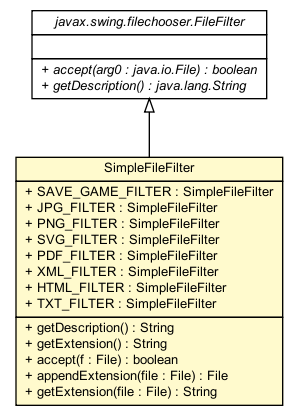 javax.swing.filechooser.FileFilter
+ accept(arg0 : java.io.File) : boolean
+ getDescription() : java.lang.String
SimpleFileFilter
+ SAVE_GAME_FILTER : SimpleFileFilter
+ JPG_FILTER : SimpleFileFilter
+ PNG_FILTER : SimpleFileFilter
+ SVG_FILTER : SimpleFileFilter
+ PDF_FILTER : SimpleFileFilter
+ XML_FILTER : SimpleFileFilter
+ HTML_FILTER : SimpleFileFilter
+ TXT_FILTER : SimpleFileFilter
+ getDescription() : String
+ getExtension() : String
+ accept(f : File) : boolean
+ appendExtension(file : File) : File
+ getExtension(file : File) : String